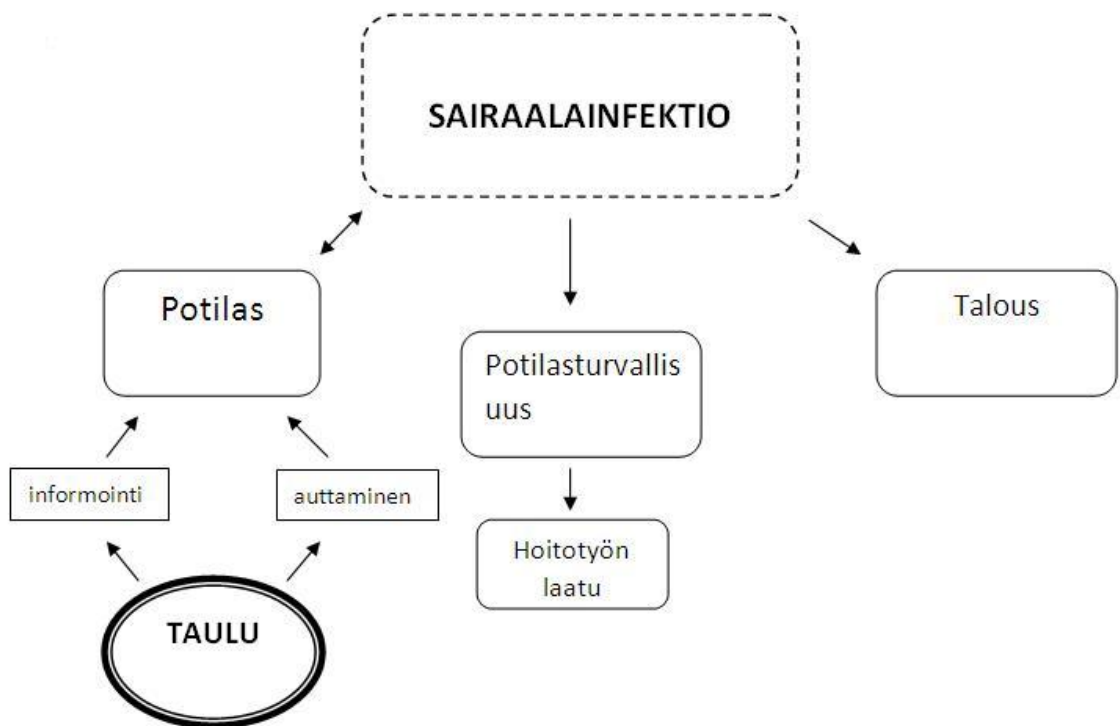 SAIRAALAINFEKTIO
Potilas
Talous
Potilasturvallis
uus
informointi
auttaminen
Hoitotyön
laatu
TAULU